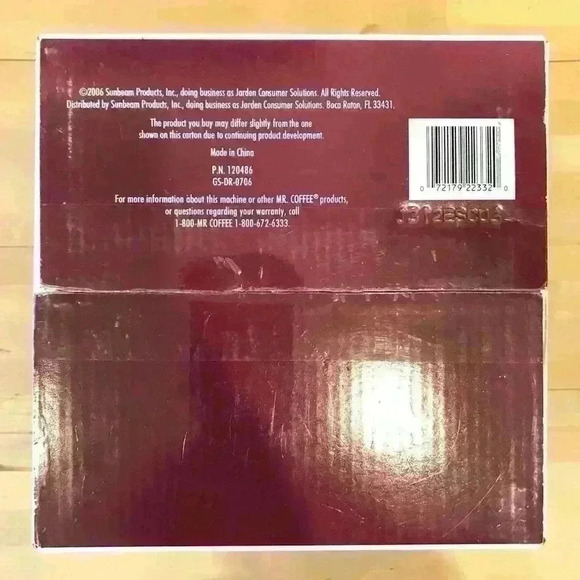 ©2006 Sunbeam Products, Inc., doing business as Jarden Consumer Solutions. All Rights Reserved.
Distributed by Sunbeam Products, Inc., doing business as Jarden Consumer Solutions. Boca Raton, FL 33431.
The product you buy may differ slightly from the one
shown on this carton due to continuing product development.
Made in China
P.N. 120486
GS-DR-0706
For more information about this machine or other MR. COFFEE® products,
or questions regarding your warranty, call
1-800-MR COFFEE 1-800-672-6333.
0 72179 22332 0